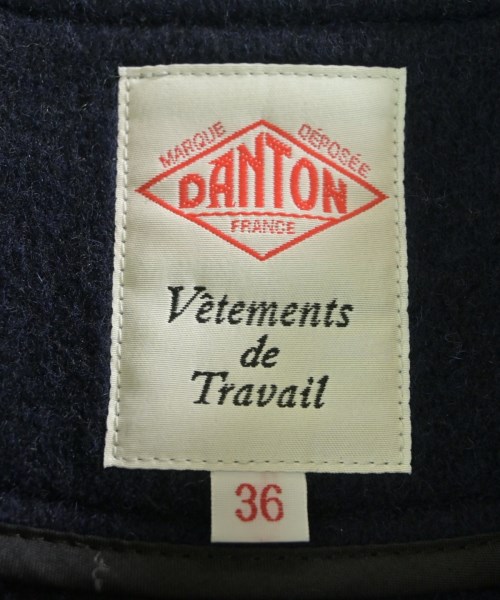 MARQUE DÉPOSÉE
DANTON
FRANCE
Vêtements
de
Travail
36